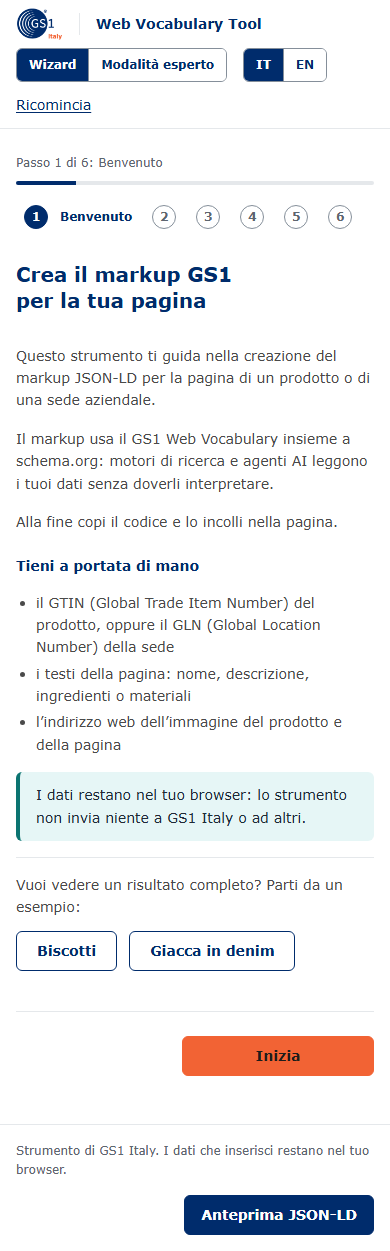 GS1
Italy
Web Vocabulary Tool
Wizard
Modalità esperto
IT
EN
Ricomincia
Passo 1 di 6: Benvenuto
1 Benvenuto 2 3 4 5 6
Crea il markup GS1
per la tua pagina
Questo strumento ti guida nella creazione del
markup JSON-LD per la pagina di un prodotto o di
una sede aziendale.
Il markup usa il GS1 Web Vocabulary insieme a
schema.org: motori di ricerca e agenti AI leggono
i tuoi dati senza doverli interpretare.
Alla fine copi il codice e lo incolli nella pagina.
Tieni a portata di mano
• il GTIN (Global Trade Item Number) del
prodotto, oppure il GLN (Global Location
Number) della sede
• i testi della pagina: nome, descrizione,
ingredienti o materiali
• l’indirizzo web dell’immagine del prodotto e
della pagina
I dati restano nel tuo browser: lo strumento
non invia niente a GS1 Italy o ad altri.
Vuoi vedere un risultato completo? Parti da un
esempio:
Biscotti
Giacca in denim
Inizia
Strumento di GS1 Italy. I dati che inserisci restano nel tuo
browser.
Anteprima JSON-LD